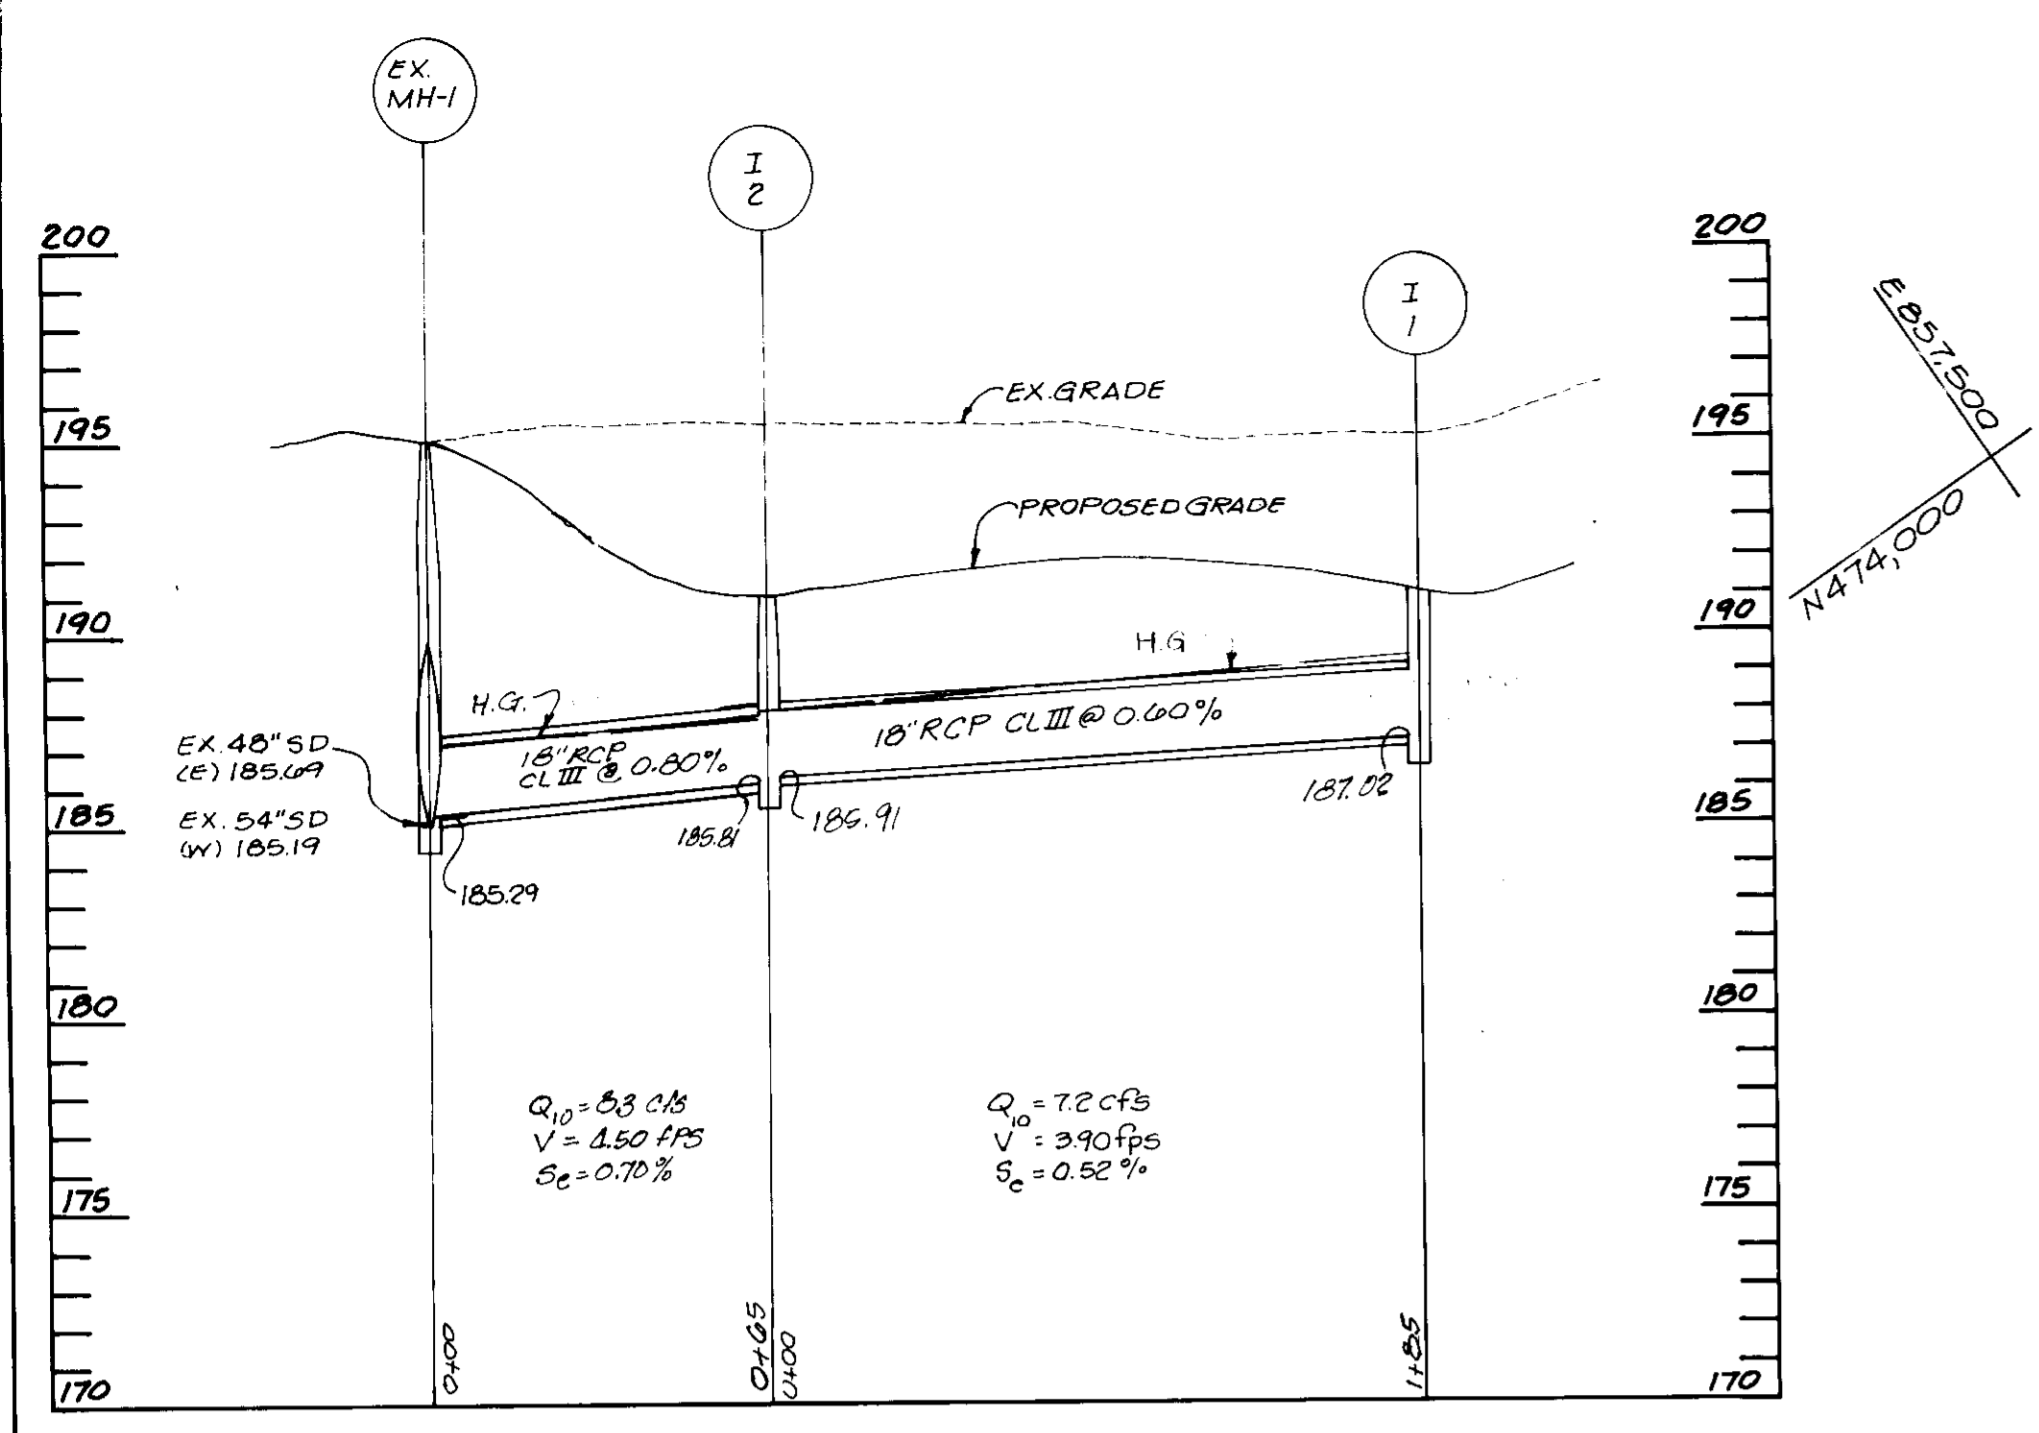 EX.
MH-1
I
2
I
1
200
195
190
185
180
175
170
200
195
190
185
180
175
170
E 857,500
N 474,000
EX. GRADE
PROPOSED GRADE
H.G
H.G.
18" RCP
CL III @ 0.80%
18" RCP CL III @ 0.60%
EX. 48" SD
(E) 185.69
EX. 54" SD
(W) 185.19
185.29
185.81
185.91
187.02
Q10 = 8.3 cfs
V = 4.50 fps
Se = 0.70%
Q10 = 7.2 cfs
V = 3.90 fps
Se = 0.52%
0+00
0+65
0+00
1+85